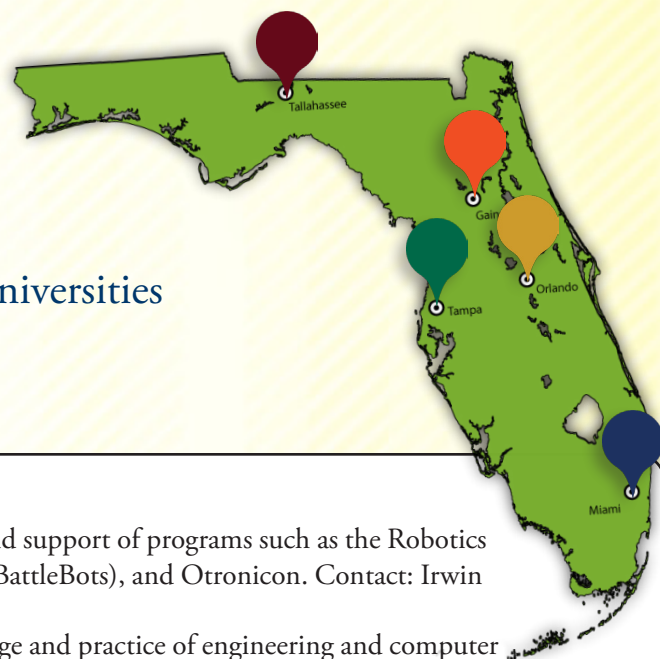 Tallahassee
Gain
Orlando
niversities
Tampa
Miami
d support of programs such as the Robotics
BattleBots), and Otronicon. Contact: Irwin
ge and practice of engineering and computer